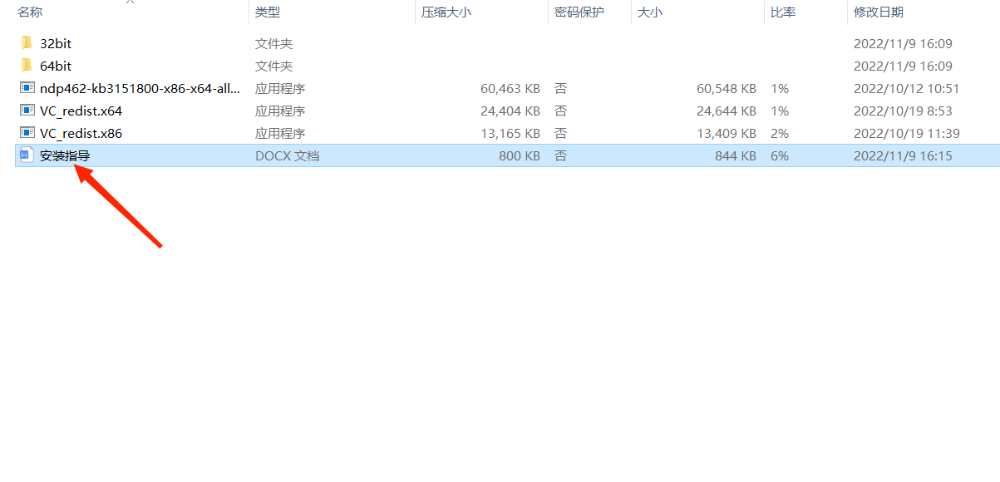 名称 类型 压缩大小 密码保护 大小 比率 修改日期
32bit 文件夹 2022/11/9 16:09
64bit 文件夹 2022/11/9 16:09
ndp462-kb3151800-x86-x64-all... 应用程序 60,463 KB 否 60,548 KB 1% 2022/10/12 10:51
VC_redist.x64 应用程序 24,404 KB 否 24,644 KB 1% 2022/10/19 8:53
VC_redist.x86 应用程序 13,165 KB 否 13,409 KB 2% 2022/10/19 11:39
安装指导 DOCX 文档 800 KB 否 844 KB 6% 2022/11/9 16:15